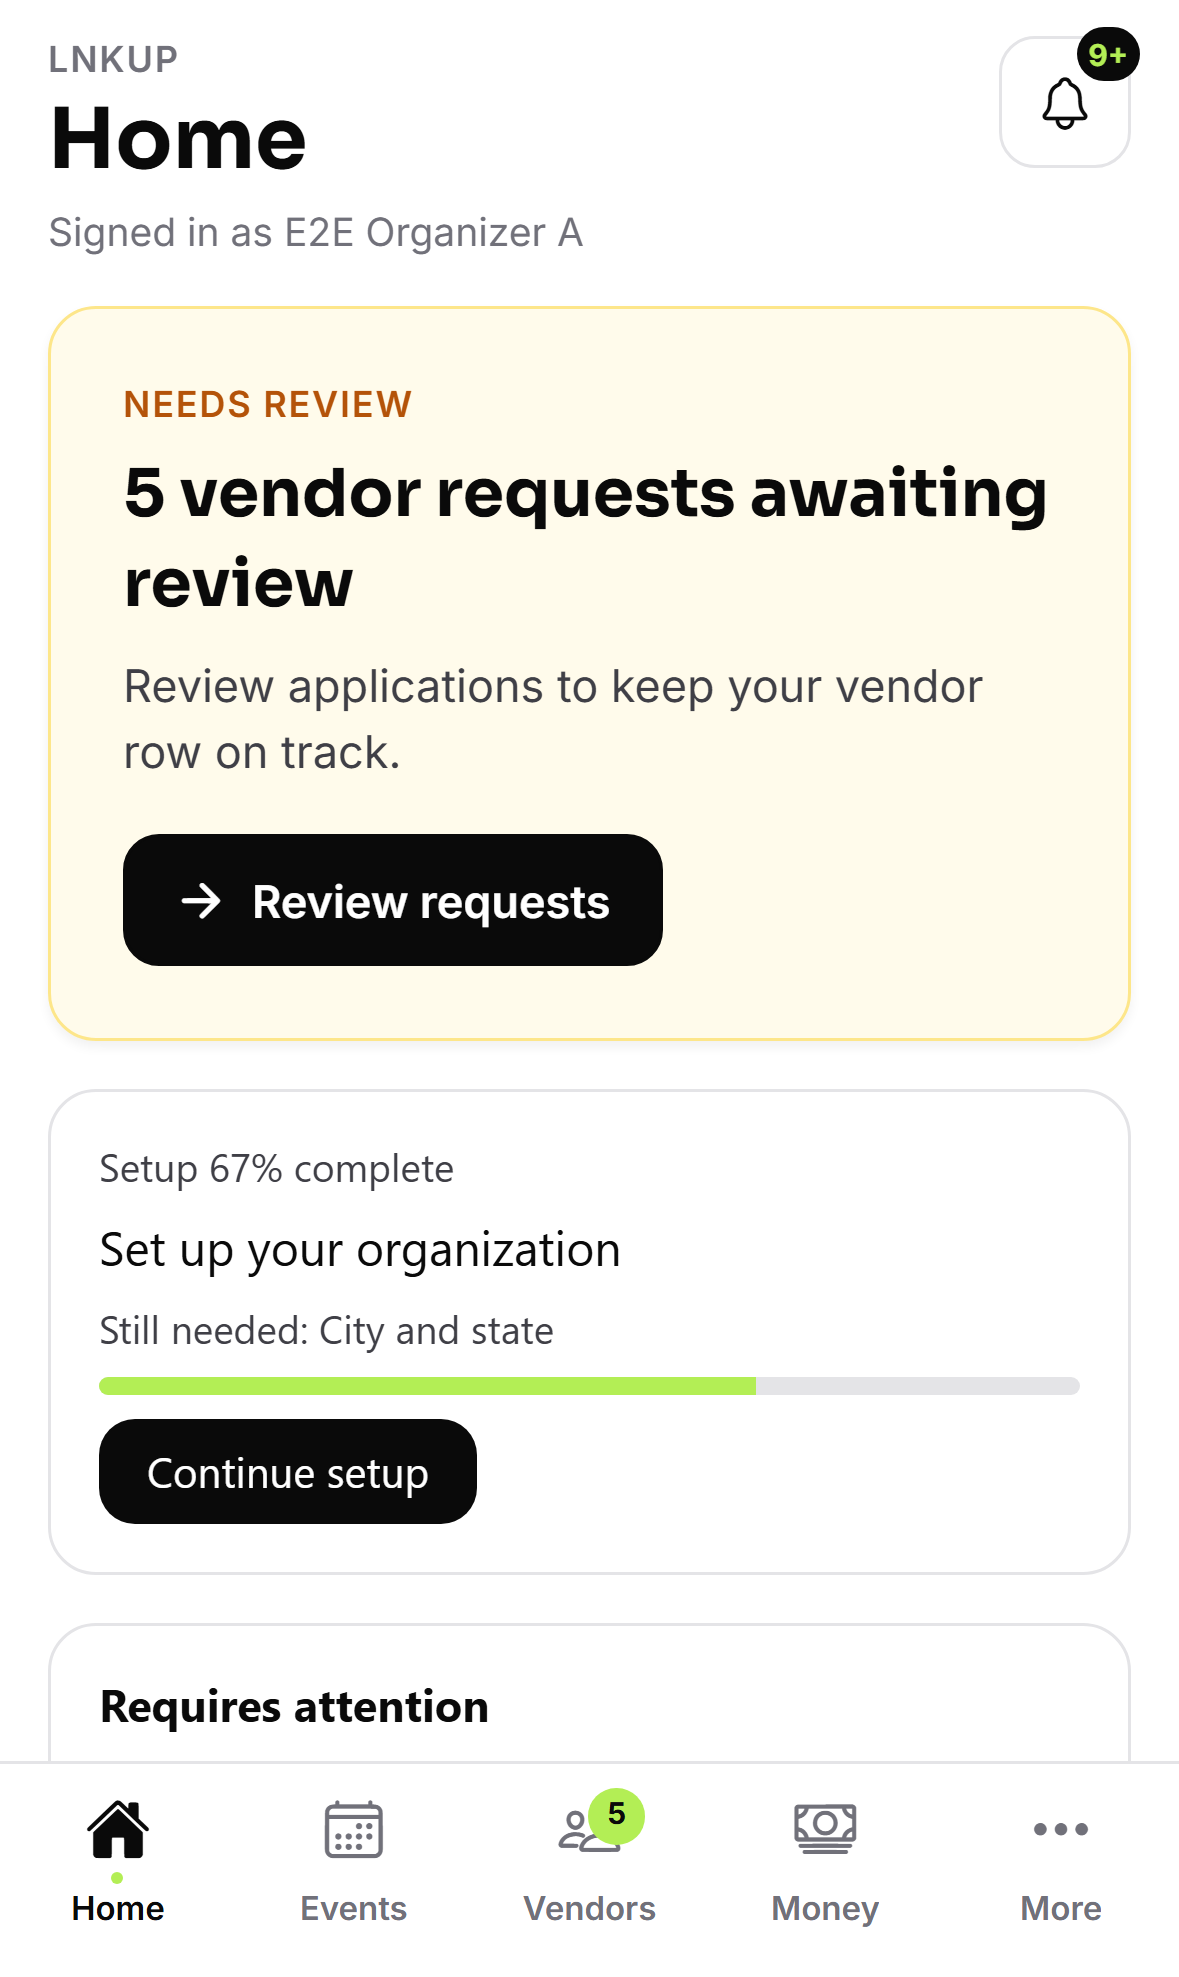 LNKUP
9+
Home
Signed in as E2E Organizer A
NEEDS REVIEW
5 vendor requests awaiting
review
Review applications to keep your vendor
row on track.
Review requests
Setup 67% complete
Set up your organization
Still needed: City and state
Continue setup
Requires attention
5
Home
Events
Vendors
Money
More